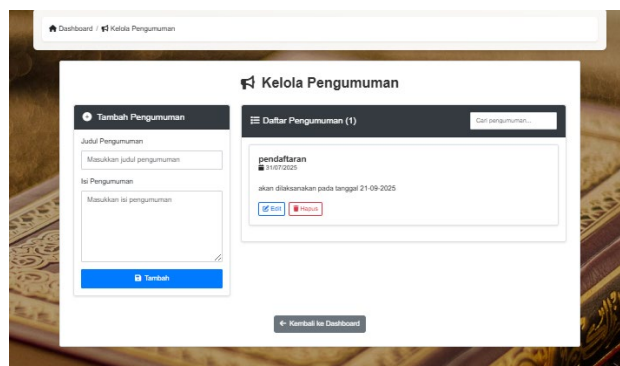 Dashboard / Kelola Pengumuman
Kelola Pengumuman
Tambah Pengumuman
Judul Pengumuman
Masukkan judul pengumuman
Isi Pengumuman
Masukkan isi pengumuman
Tambah
Daftar Pengumuman (1)
Cari pengumuman...
pendaftaran
31/07/2025
akan dilaksanakan pada tanggal 21-09-2025
Edit
Hapus
Kembali ke Dashboard